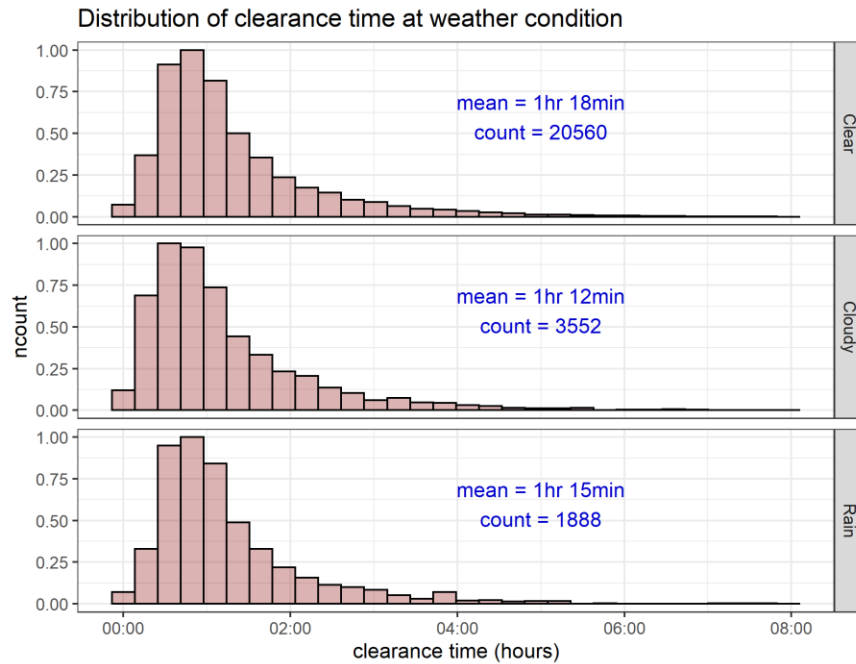 Distribution of clearance time at weather condition
ncount
1.00
0.75
0.50
0.25
0.00
mean = 1hr 18min
count = 20560
Clear
1.00
0.75
0.50
0.25
0.00
mean = 1hr 12min
count = 3552
Cloudy
1.00
0.75
0.50
0.25
0.00
mean = 1hr 15min
count = 1888
Rain
00:00 02:00 04:00 06:00 08:00
clearance time (hours)